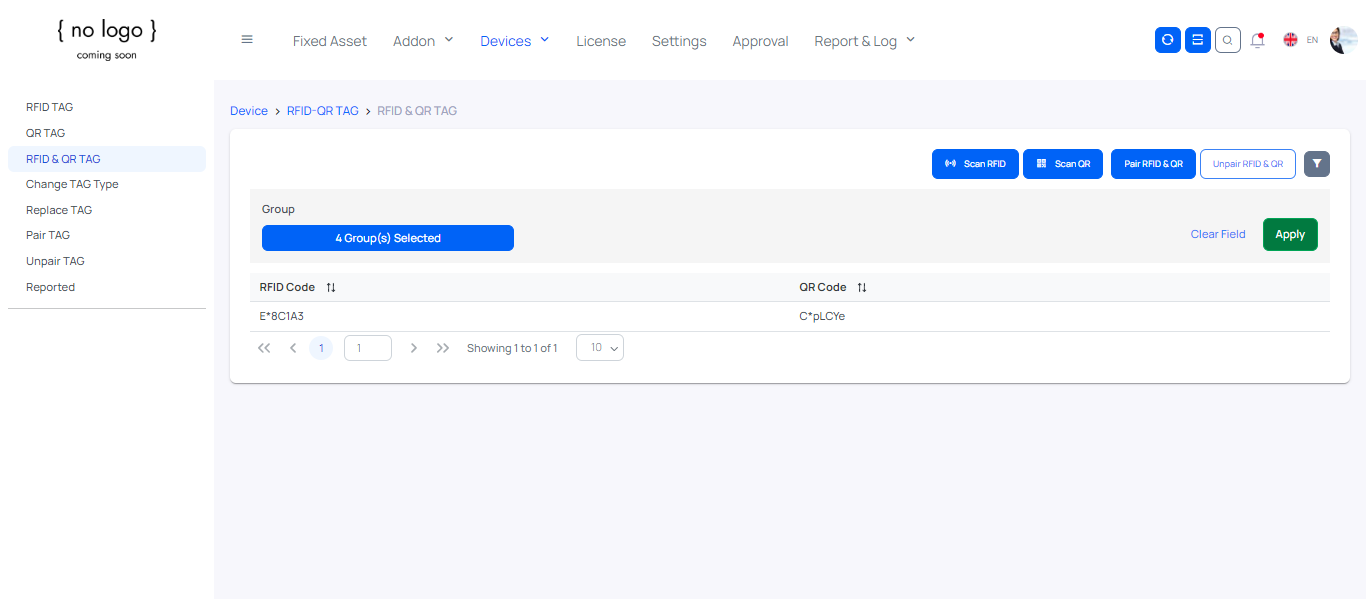 { no logo }
coming soon
Fixed Asset Addon Devices License Settings Approval Report & Log EN
RFID TAG
QR TAG
RFID & QR TAG
Change TAG Type
Replace TAG
Pair TAG
Unpair TAG
Reported
Device > RFID-QR TAG > RFID & QR TAG
Scan RFID Scan QR Pair RFID & QR Unpair RFID & QR
Group
4 Group(s) Selected
Clear Field Apply
RFID Code QR Code
E*8C1A3 C*pLCYe
1 1 Showing 1 to 1 of 1 10